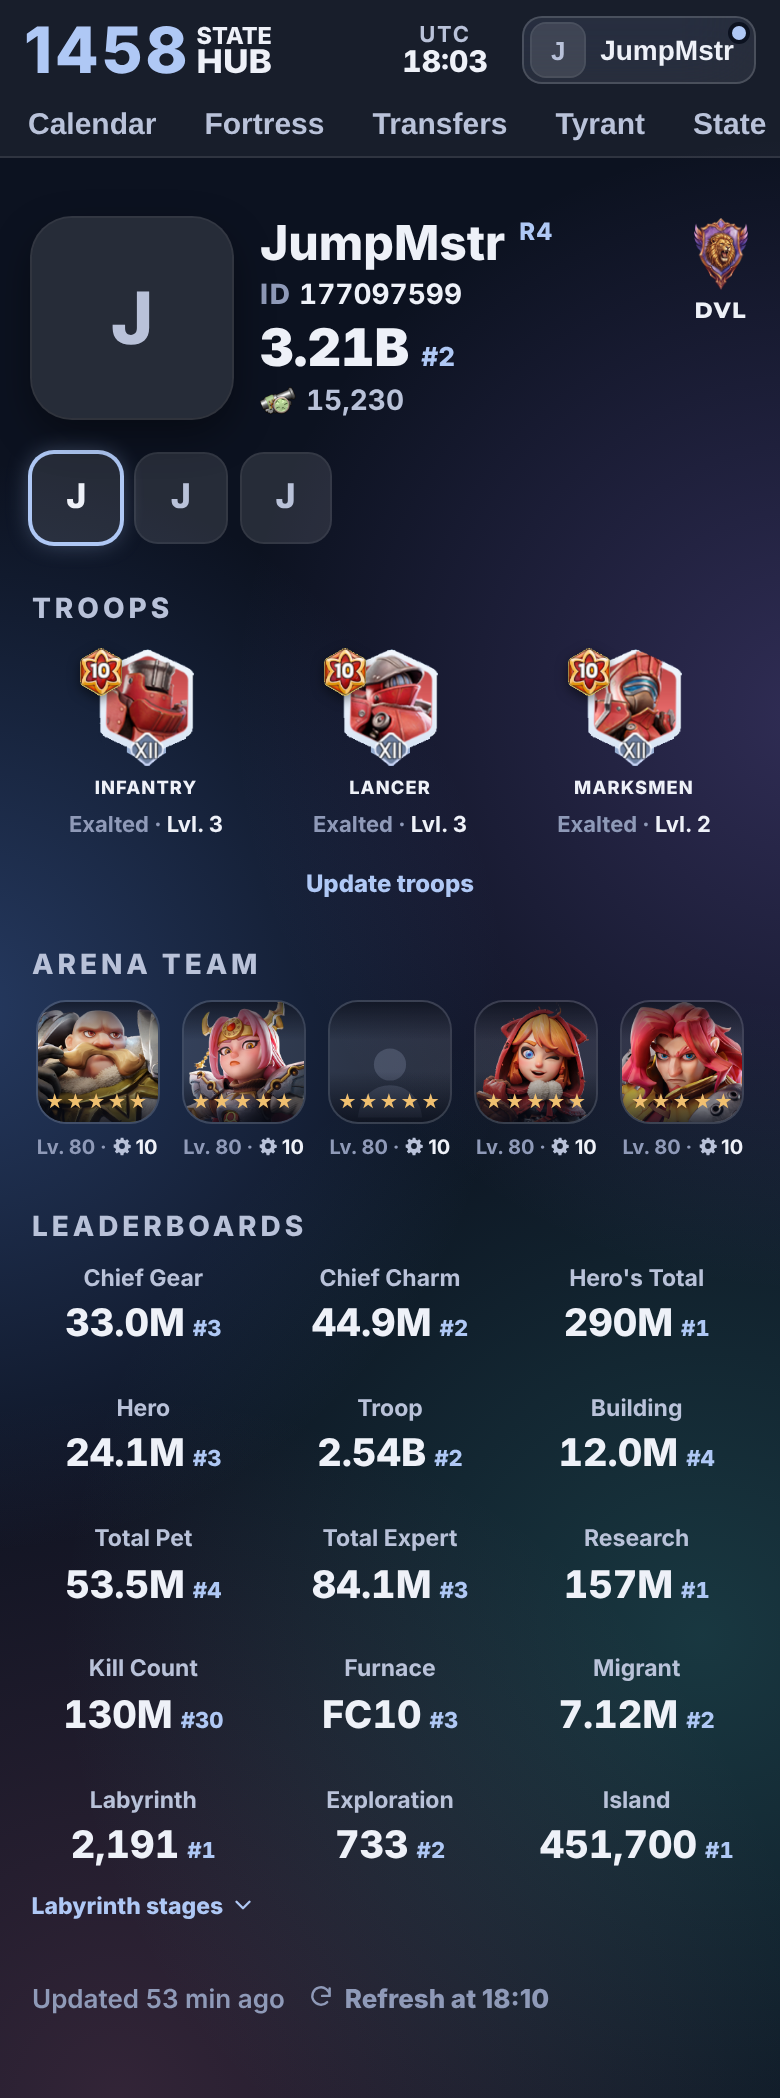 1458 STATE HUB
UTC
18:03
J JumpMstr
Calendar Fortress Transfers Tyrant State
J
JumpMstr R4
ID 177097599
3.21B #2
15,230
DVL
J J J
TROOPS
10 10 10
XII XII XII
INFANTRY LANCER MARKSMEN
Exalted · Lvl. 3 Exalted · Lvl. 3 Exalted · Lvl. 2
Update troops
ARENA TEAM
Lv. 80 · 10 Lv. 80 · 10 Lv. 80 · 10 Lv. 80 · 10 Lv. 80 · 10
LEADERBOARDS
Chief Gear Chief Charm Hero's Total
33.0M #3 44.9M #2 290M #1
Hero Troop Building
24.1M #3 2.54B #2 12.0M #4
Total Pet Total Expert Research
53.5M #4 84.1M #3 157M #1
Kill Count Furnace Migrant
130M #30 FC10 #3 7.12M #2
Labyrinth Exploration Island
2,191 #1 733 #2 451,700 #1
Labyrinth stages
Updated 53 min ago Refresh at 18:10